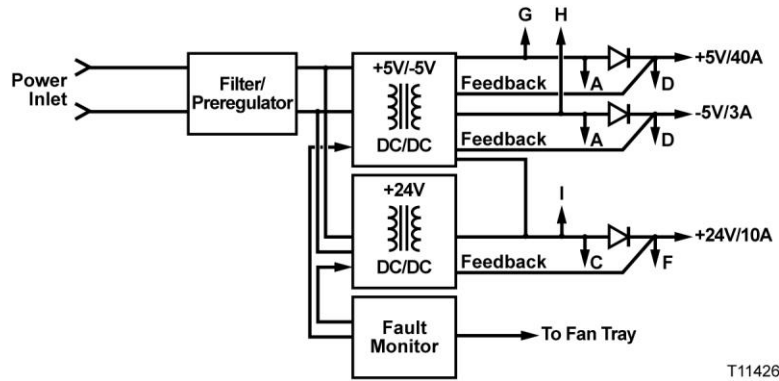 G
H
+5V/-5V
+5V/40A
Power
Inlet
Filter/
Preregulator
Feedback
A
D
-5V/3A
DC/DC
Feedback
A
D
+24V
I
+24V/10A
DC/DC
Feedback
C
F
Fault
Monitor
To Fan Tray
T11426